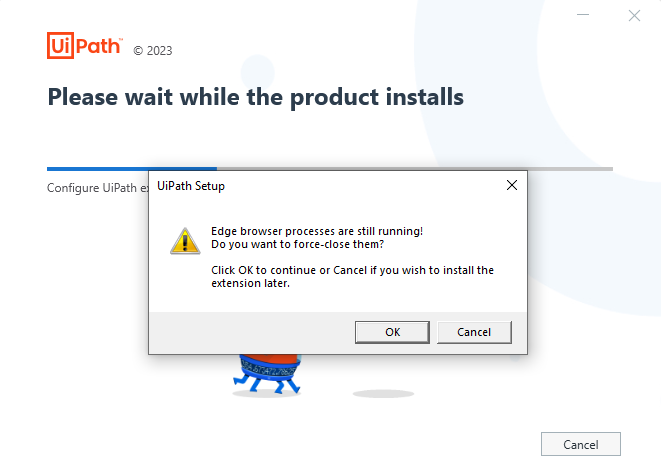 UiPath™ © 2023
Please wait while the product installs
Configure UiPath
UiPath Setup
Edge browser processes are still running!
Do you want to force-close them?
Click OK to continue or Cancel if you wish to install the
extension later.
OK Cancel
Cancel